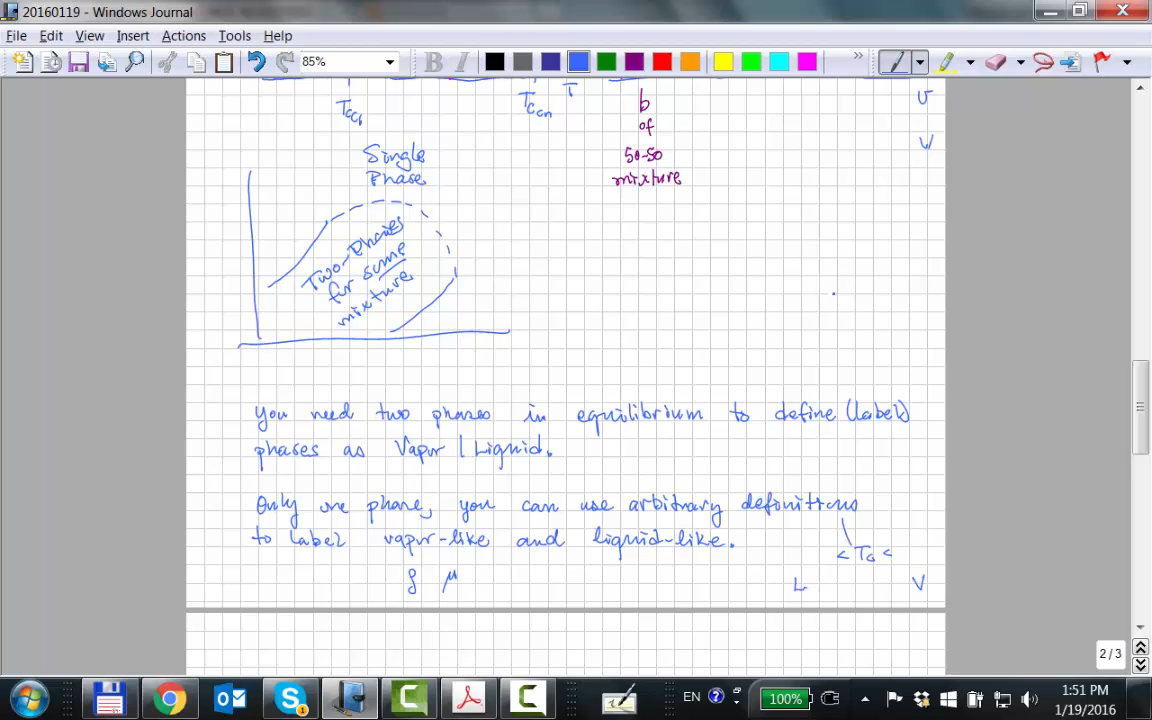 20160119 - Windows Journal
File Edit View Insert Actions Tools Help
85%
B I U
T
b
of
50-50
mixture
V
Single
Phase
Two-Phases
for some
mixture
You need two phases in equilibrium to define (label)
phases as Vapor | Liquid.
Only one phase, you can use arbitrary definitions
to label vapor-like and liquid-like.
< Tc <
ρ μ
L V
2/3
EN
100%
1:51 PM
1/19/2016